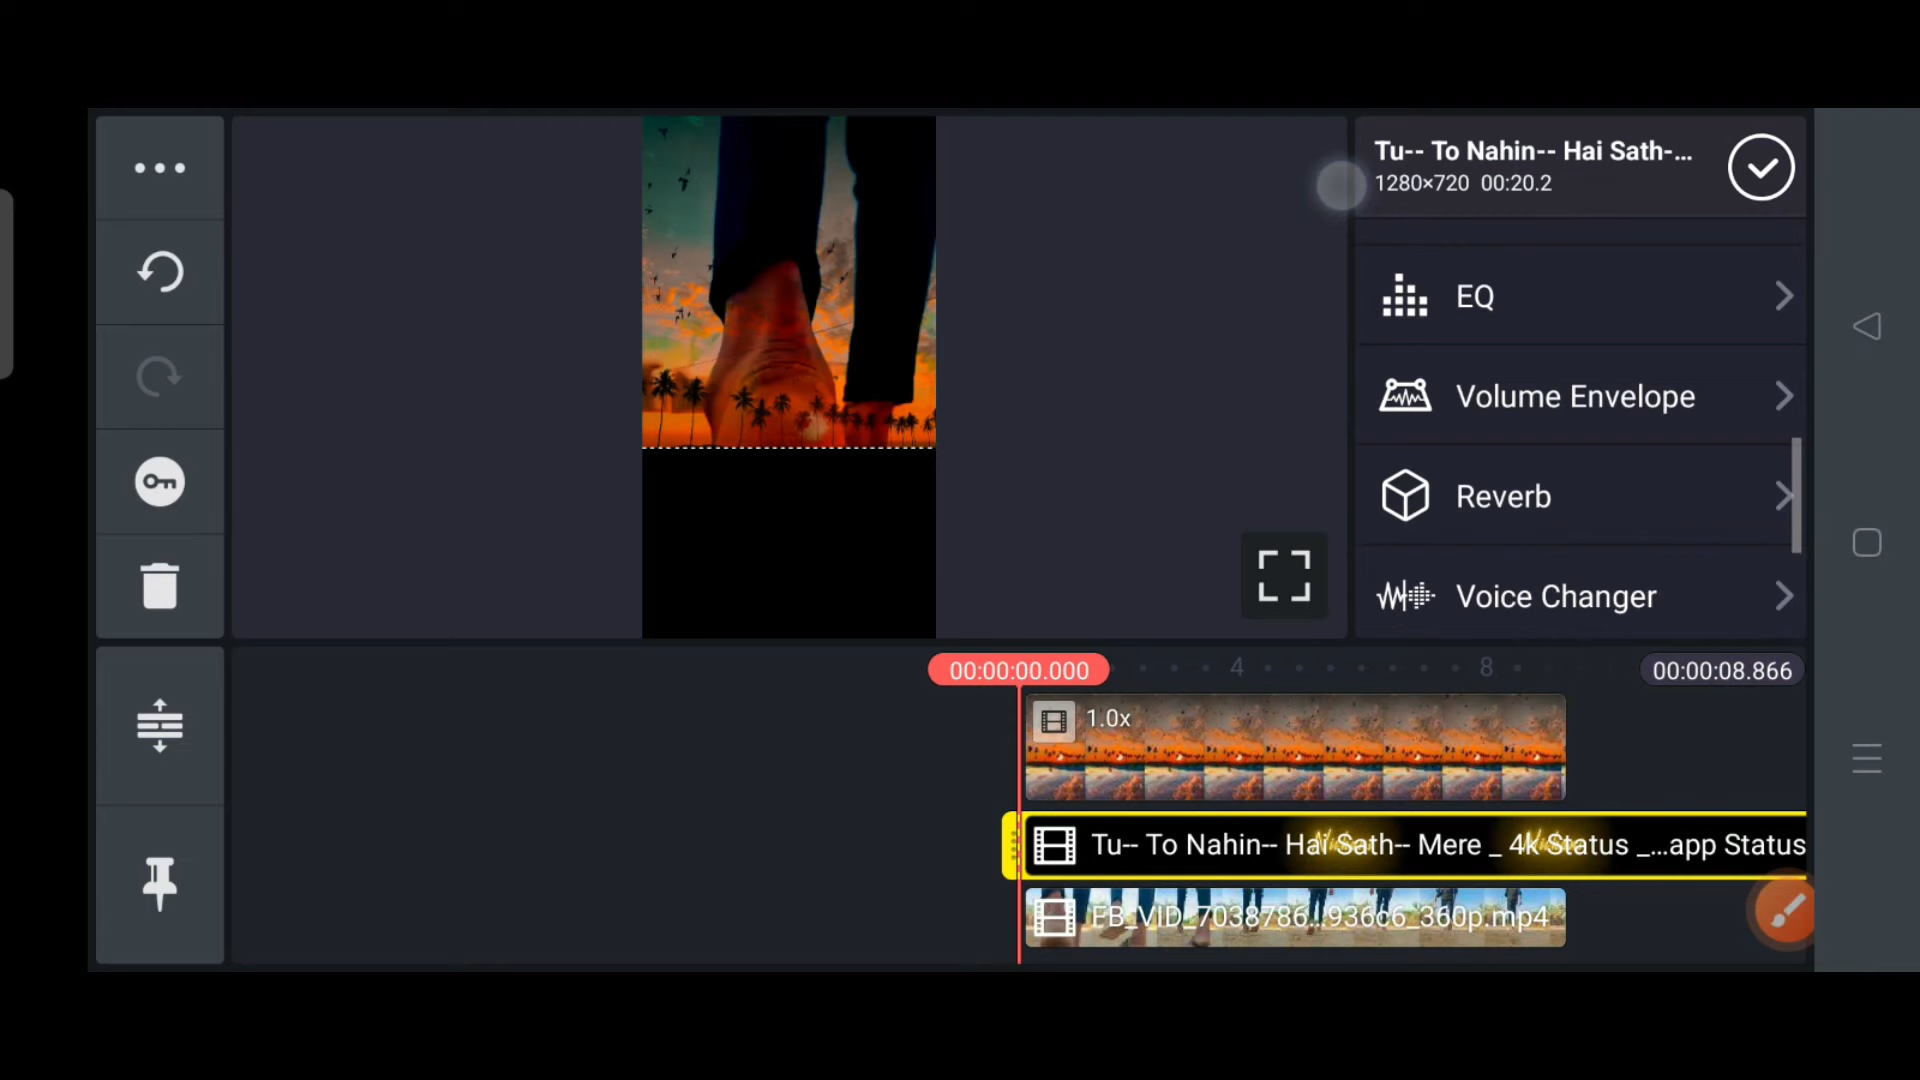 Tu-- To Nahin-- Hai Sath-...
1280×720 00:20.2
EQ
Volume Envelope
Reverb
Voice Changer
00:00:00.000
4
8
00:00:08.866
1.0x
Tu-- To Nahin-- Hai Sath-- Mere _ 4k Status _...app Status
FB_VID_7038786...936c6_360p.mp4